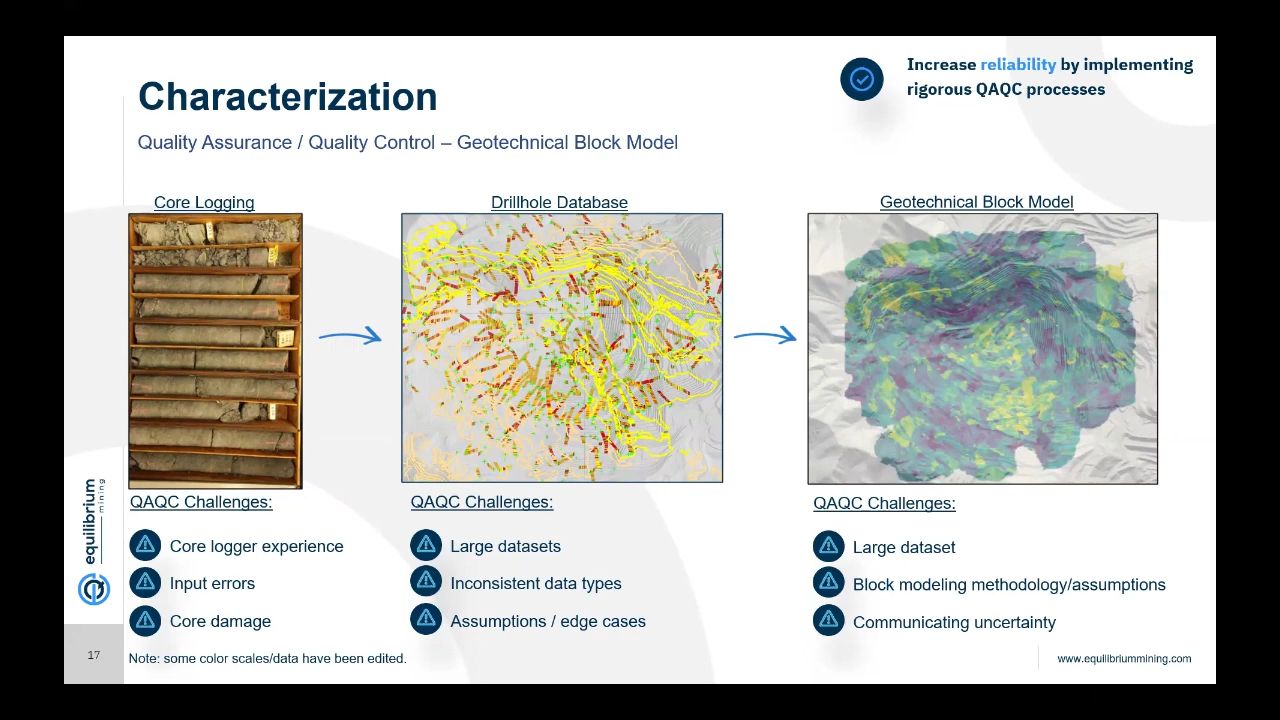 Increase reliability by implementing
rigorous QAQC processes
Characterization
Quality Assurance / Quality Control – Geotechnical Block Model
Core Logging
Drillhole Database
Geotechnical Block Model
QAQC Challenges:
Core logger experience
Input errors
Core damage
QAQC Challenges:
Large datasets
Inconsistent data types
Assumptions / edge cases
QAQC Challenges:
Large dataset
Block modeling methodology/assumptions
Communicating uncertainty
equilibrium
mining
17
Note: some color scales/data have been edited.
www.equilibriummining.com